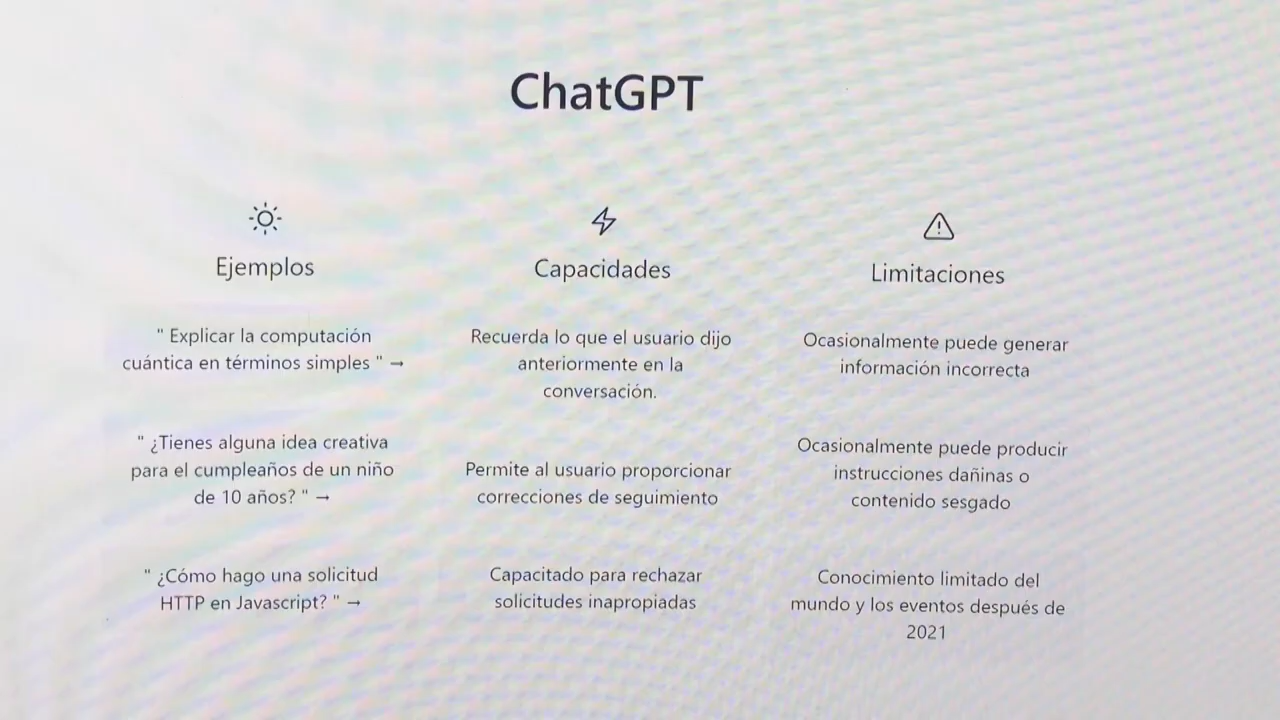 ChatGPT
Ejemplos
" Explicar la computación
cuántica en términos simples " →
" ¿Tienes alguna idea creativa
para el cumpleaños de un niño
de 10 años? " →
" ¿Cómo hago una solicitud
HTTP en Javascript? " →
Capacidades
Recuerda lo que el usuario dijo
anteriormente en la
conversación.
Permite al usuario proporcionar
correcciones de seguimiento
Capacitado para rechazar
solicitudes inapropiadas
Limitaciones
Ocasionalmente puede generar
información incorrecta
Ocasionalmente puede producir
instrucciones dañinas o
contenido sesgado
Conocimiento limitado del
mundo y los eventos después de
2021